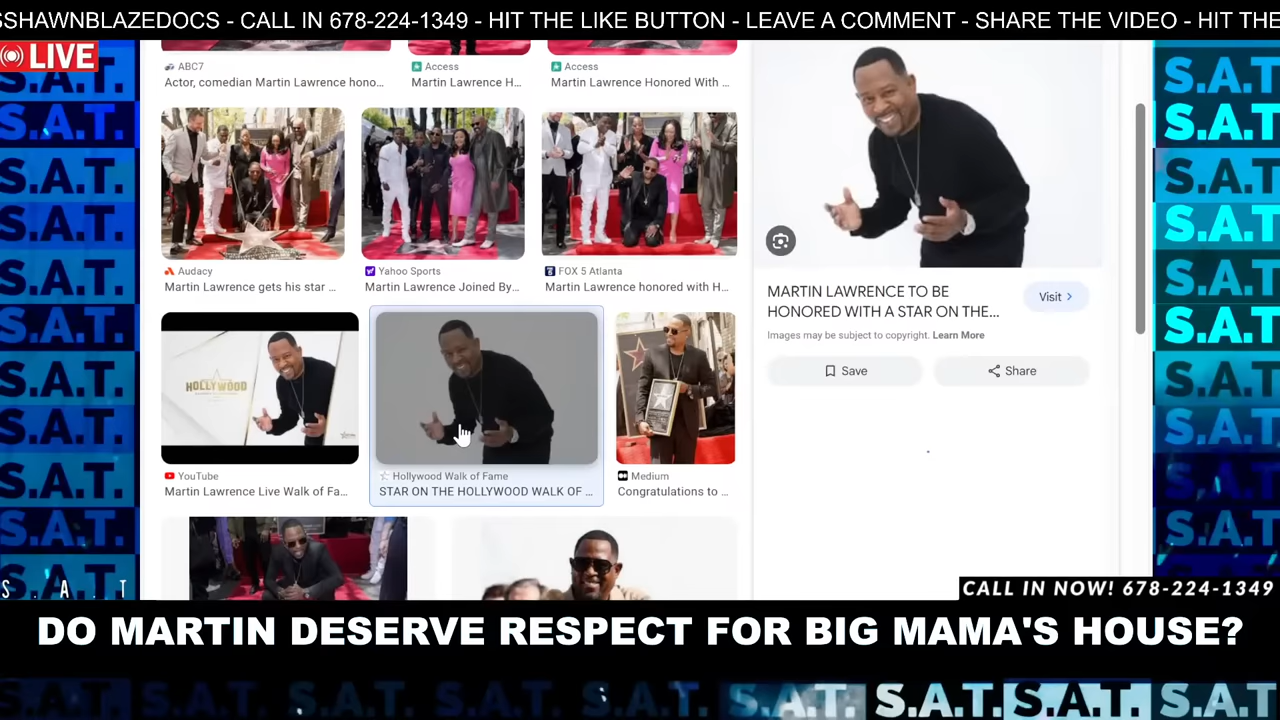 SSHAWNBLAZEDOCS - CALL IN 678-224-1349 - HIT THE LIKE BUTTON - LEAVE A COMMENT - SHARE THE VIDEO - HIT THE
LIVE
S.A.T.
S.A.T.
S.A.T.
S.A.T.
S.A.T.
S.A.T.
S.A.T.
S.A.T.
S.A.T.
S.A.T.
S.A.T.
ABC7
Actor, comedian Martin Lawrence hono...
Access
Martin Lawrence H...
Access
Martin Lawrence Honored With ...
Audacy
Martin Lawrence gets his star ...
Yahoo Sports
Martin Lawrence Joined By...
FOX 5 Atlanta
Martin Lawrence honored with H...
HOLLYWOOD
YouTube
Martin Lawrence Live Walk of Fa...
Hollywood Walk of Fame
STAR ON THE HOLLYWOOD WALK OF ...
Medium
Congratulations to ...
MARTIN LAWRENCE TO BE
HONORED WITH A STAR ON THE...
Visit
Images may be subject to copyright. Learn More
Save
Share
S.A.T
S.A.T
S.A.T
S.A.T
S.A.T
S.A.T
S.A.T
S.A.T
S.A.T
S.A.T
S. A. T
CALL IN NOW! 678-224-1349
DO MARTIN DESERVE RESPECT FOR BIG MAMA'S HOUSE?
S.A.T. S.A.T. S.A.T. S.A.T